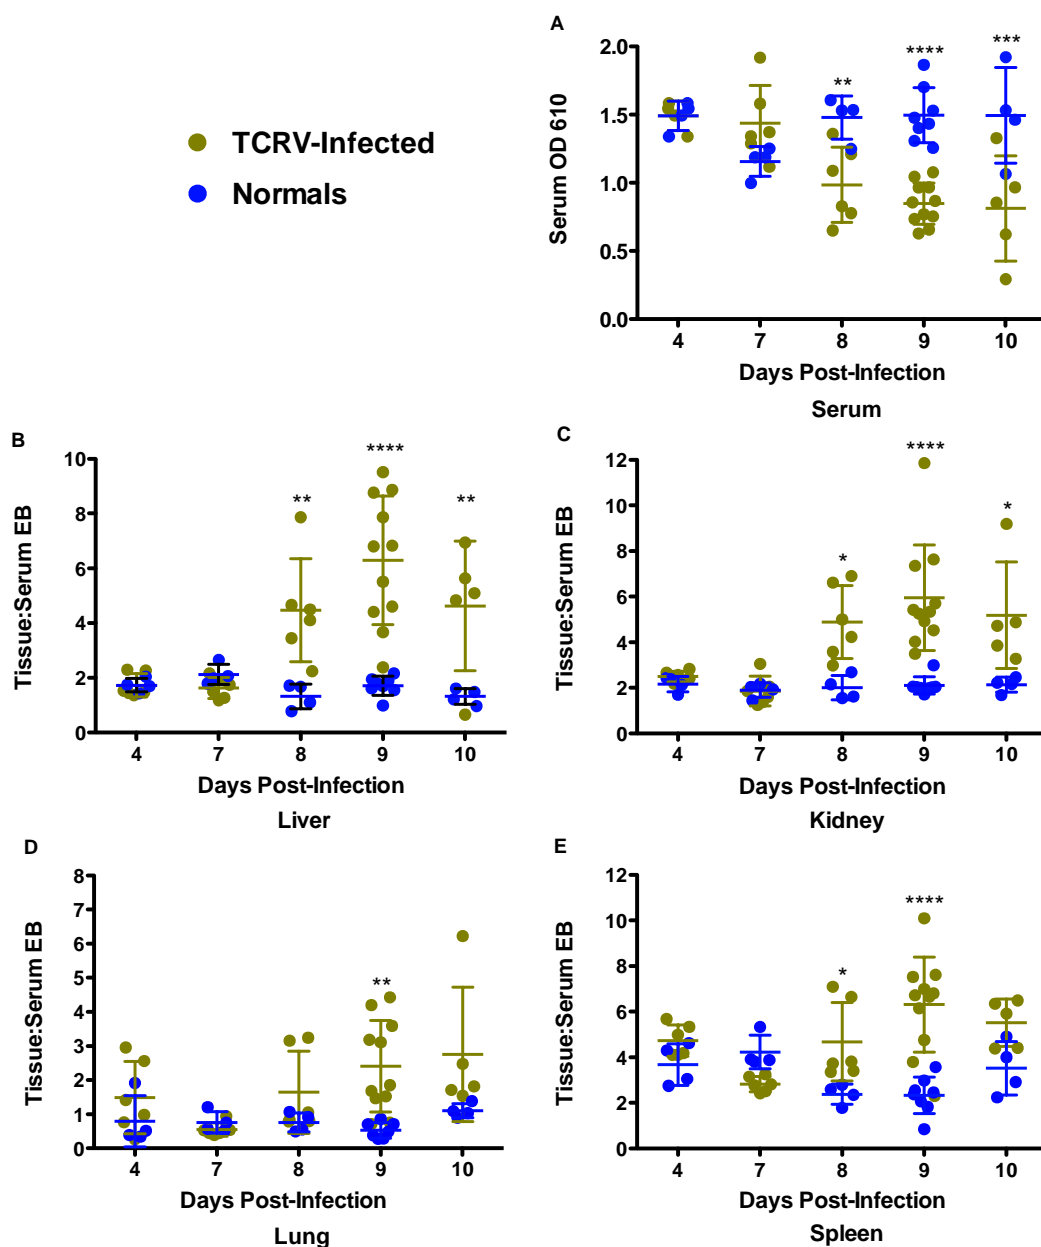 A
TCRV-Infected
Normals
Serum OD 610
2.0
1.5
1.0
0.5
0.0
**
****
***
4 7 8 9 10
Days Post-Infection
Serum
B
Tissue:Serum EB
10
8
6
4
2
0
**
****
**
4 7 8 9 10
Days Post-Infection
Liver
C
Tissue:Serum EB
12
10
8
6
4
2
0
*
****
*
4 7 8 9 10
Days Post-Infection
Kidney
D
Tissue:Serum EB
8
7
6
5
4
3
2
1
0
**
4 7 8 9 10
Days Post-Infection
Lung
E
Tissue:Serum EB
12
10
8
6
4
2
0
*
****
4 7 8 9 10
Days Post-Infection
Spleen